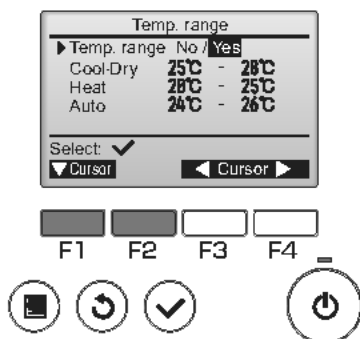 Temp. range
Temp. range No / Yes
Cool-Dry 25℃ - 28℃
Heat 20℃ - 25℃
Auto 24℃ - 26℃
Select: ✓
▼ Cursor ◀ Cursor ▶
F1 F2 F3 F4